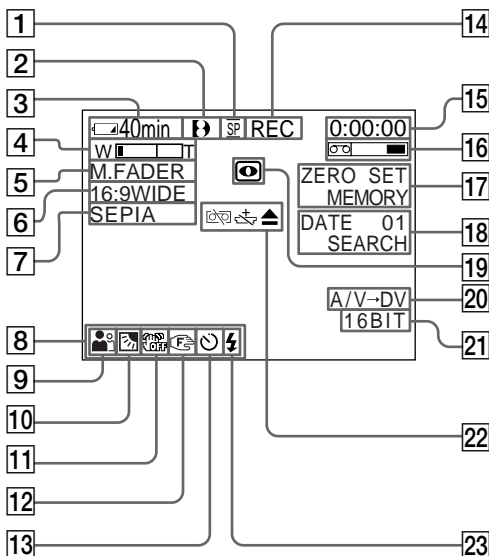 1
2
3
4
5
6
7
8
9
10
11
12
13
40min SP REC
W T
M.FADER
16:9WIDE
SEPIA
0:00:00
ZERO SET
MEMORY
DATE 01
SEARCH
A/V→DV
16BIT
OFF F
14
15
16
17
18
19
20
21
22
23